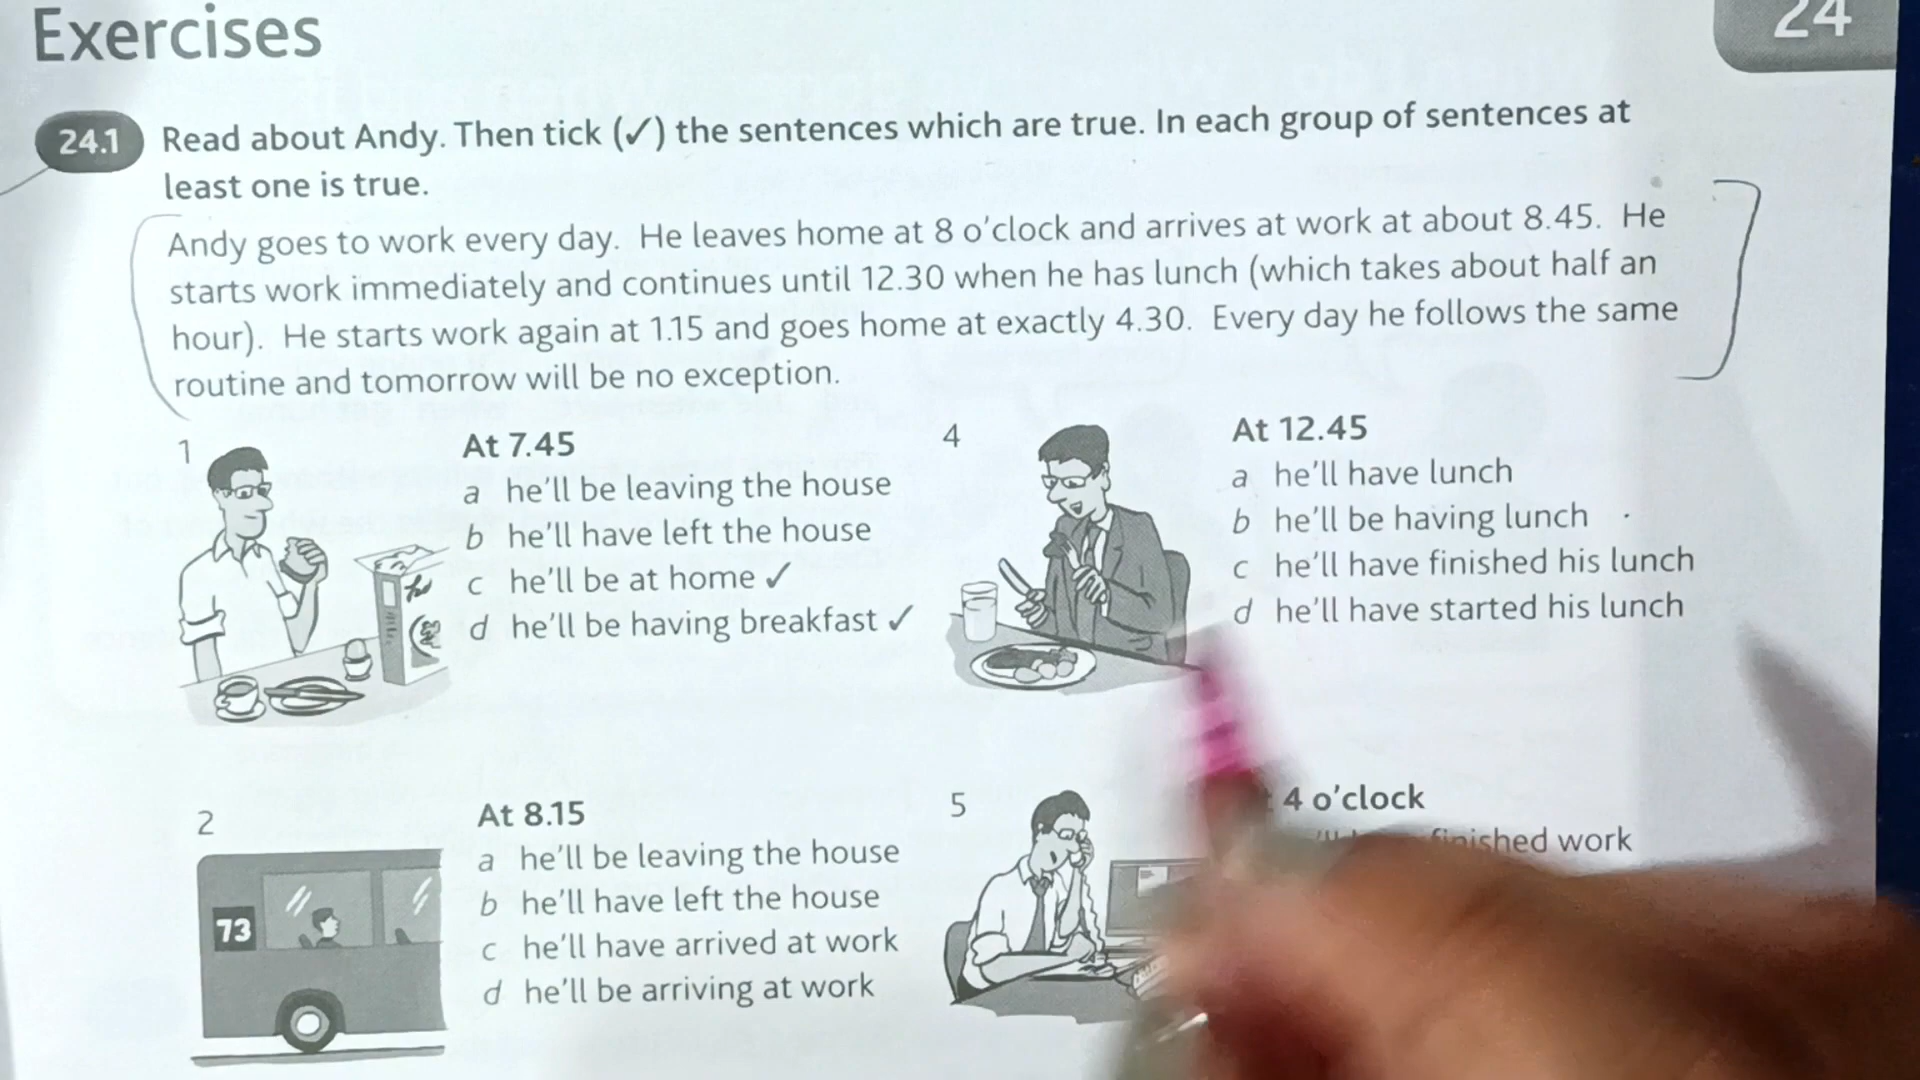 Exercises
24
24.1 Read about Andy. Then tick (✓) the sentences which are true. In each group of sentences at
least one is true.
Andy goes to work every day. He leaves home at 8 o'clock and arrives at work at about 8.45. He
starts work immediately and continues until 12.30 when he has lunch (which takes about half an
hour). He starts work again at 1.15 and goes home at exactly 4.30. Every day he follows the same
routine and tomorrow will be no exception.
1 At 7.45
a he'll be leaving the house
b he'll have left the house
c he'll be at home ✓
d he'll be having breakfast ✓
2 At 8.15
a he'll be leaving the house
b he'll have left the house
c he'll have arrived at work
d he'll be arriving at work
73
4 At 12.45
a he'll have lunch
b he'll be having lunch
c he'll have finished his lunch
d he'll have started his lunch
5 4 o'clock
finished work